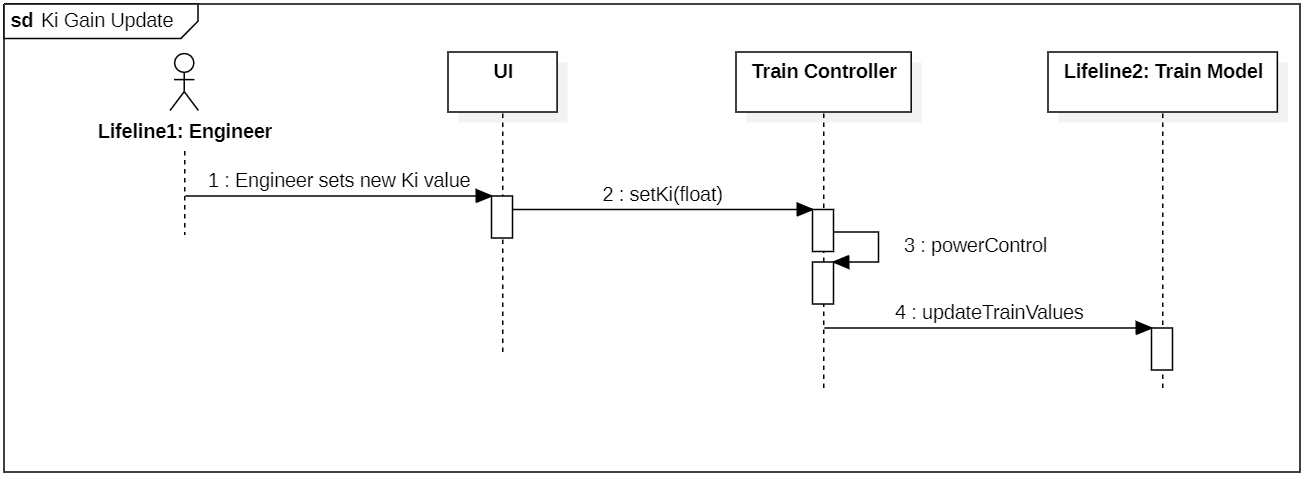 sd Ki Gain Update
UI
Train Controller
Lifeline2: Train Model
Lifeline1: Engineer
1 : Engineer sets new Ki value
2 : setKi(float)
3 : powerControl
4 : updateTrainValues